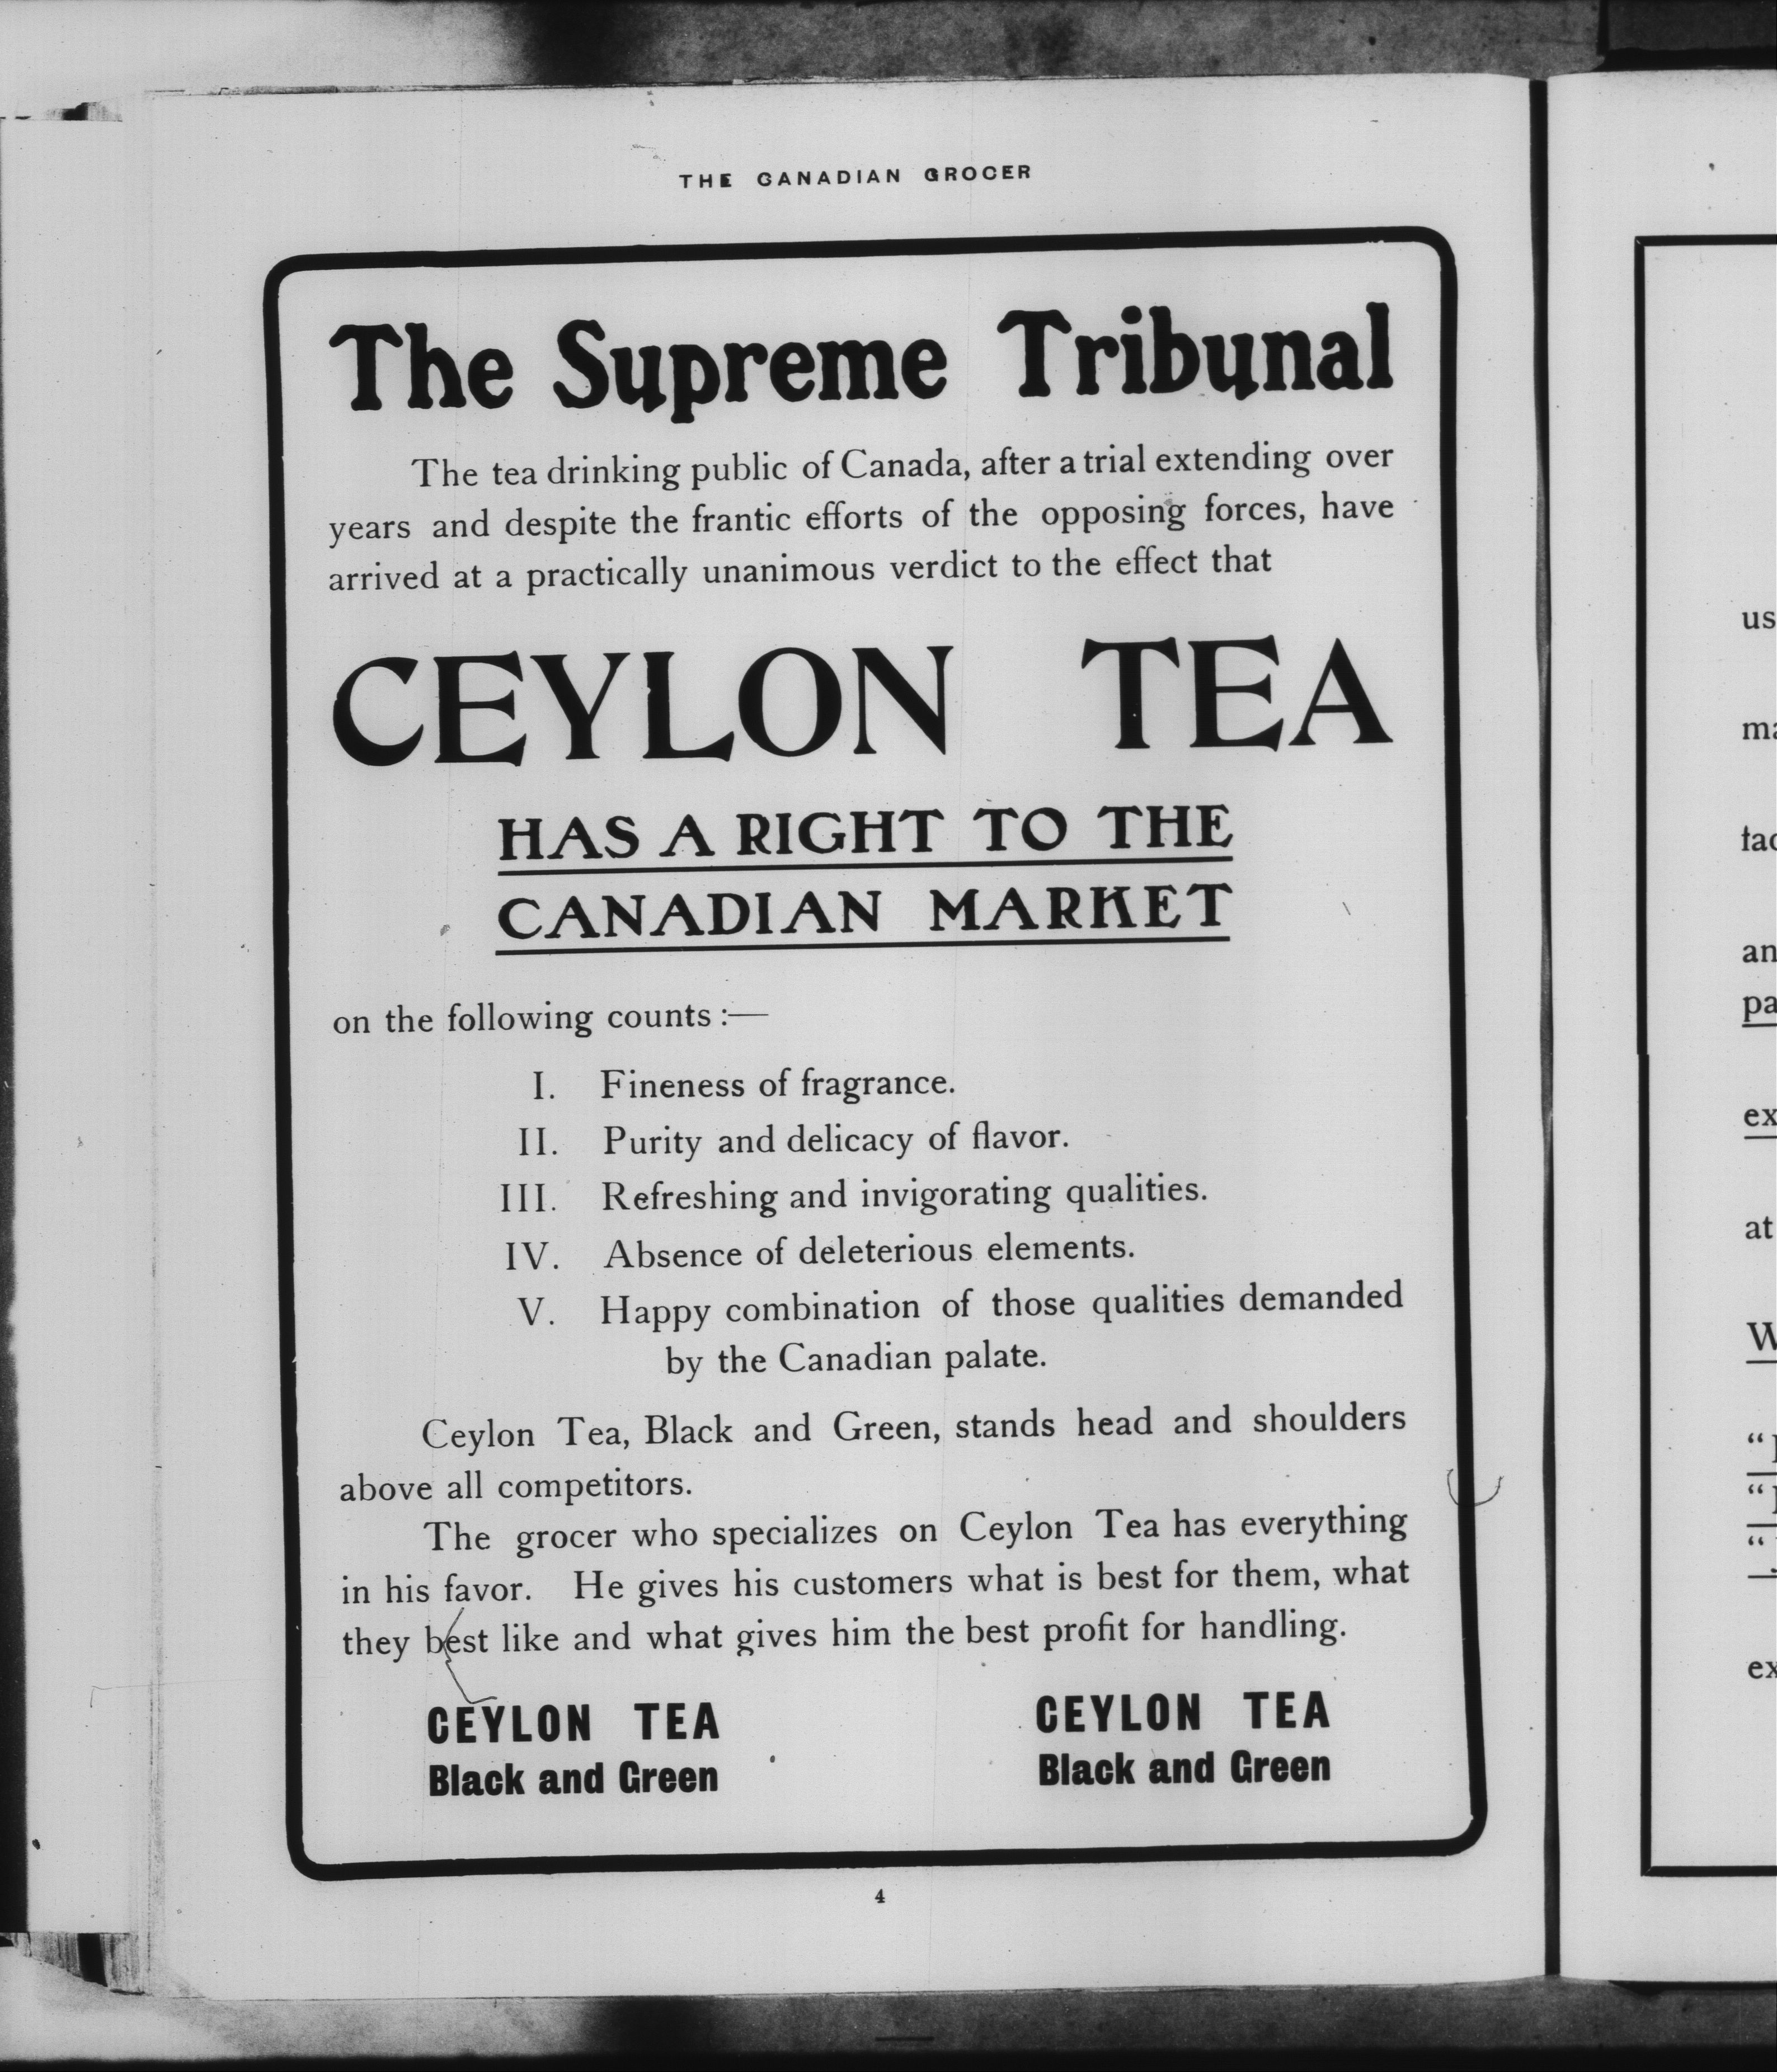 THE CANADIAN GROCER
The Supreme Tribunal
The tea drinking public of Canada, after a trial extending over
years and despite the frantic efforts of the opposing forces, have
arrived at a practically unanimous verdict to the effect that
CEYLON TEA
HAS A RIGHT TO THE
CANADIAN MARKET
on the following counts :—
I. Fineness of fragrance.
II. Purity and delicacy of flavor.
III. Refreshing and invigorating qualities.
IV. Absence of deleterious elements.
V. Happy combination of those qualities demanded
by the Canadian palate.
Ceylon Tea, Black and Green, stands head and shoulders
above all competitors.
The grocer who specializes on Ceylon Tea has everything
in his favor. He gives his customers what is best for them, what
they best like and what gives him the best profit for handling.
CEYLON TEA CEYLON TEA
Black and Green Black and Green
4
us
at